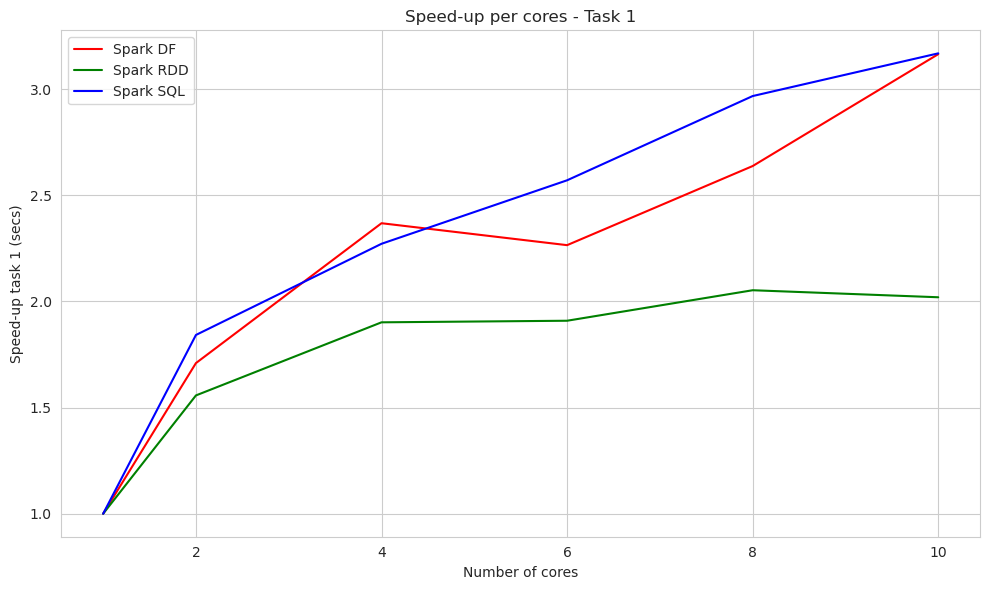 Speed-up per cores - Task 1
Spark DF
Spark RDD
Spark SQL
Speed-up task 1 (secs)
3.0
2.5
2.0
1.5
1.0
2 4 6 8 10
Number of cores